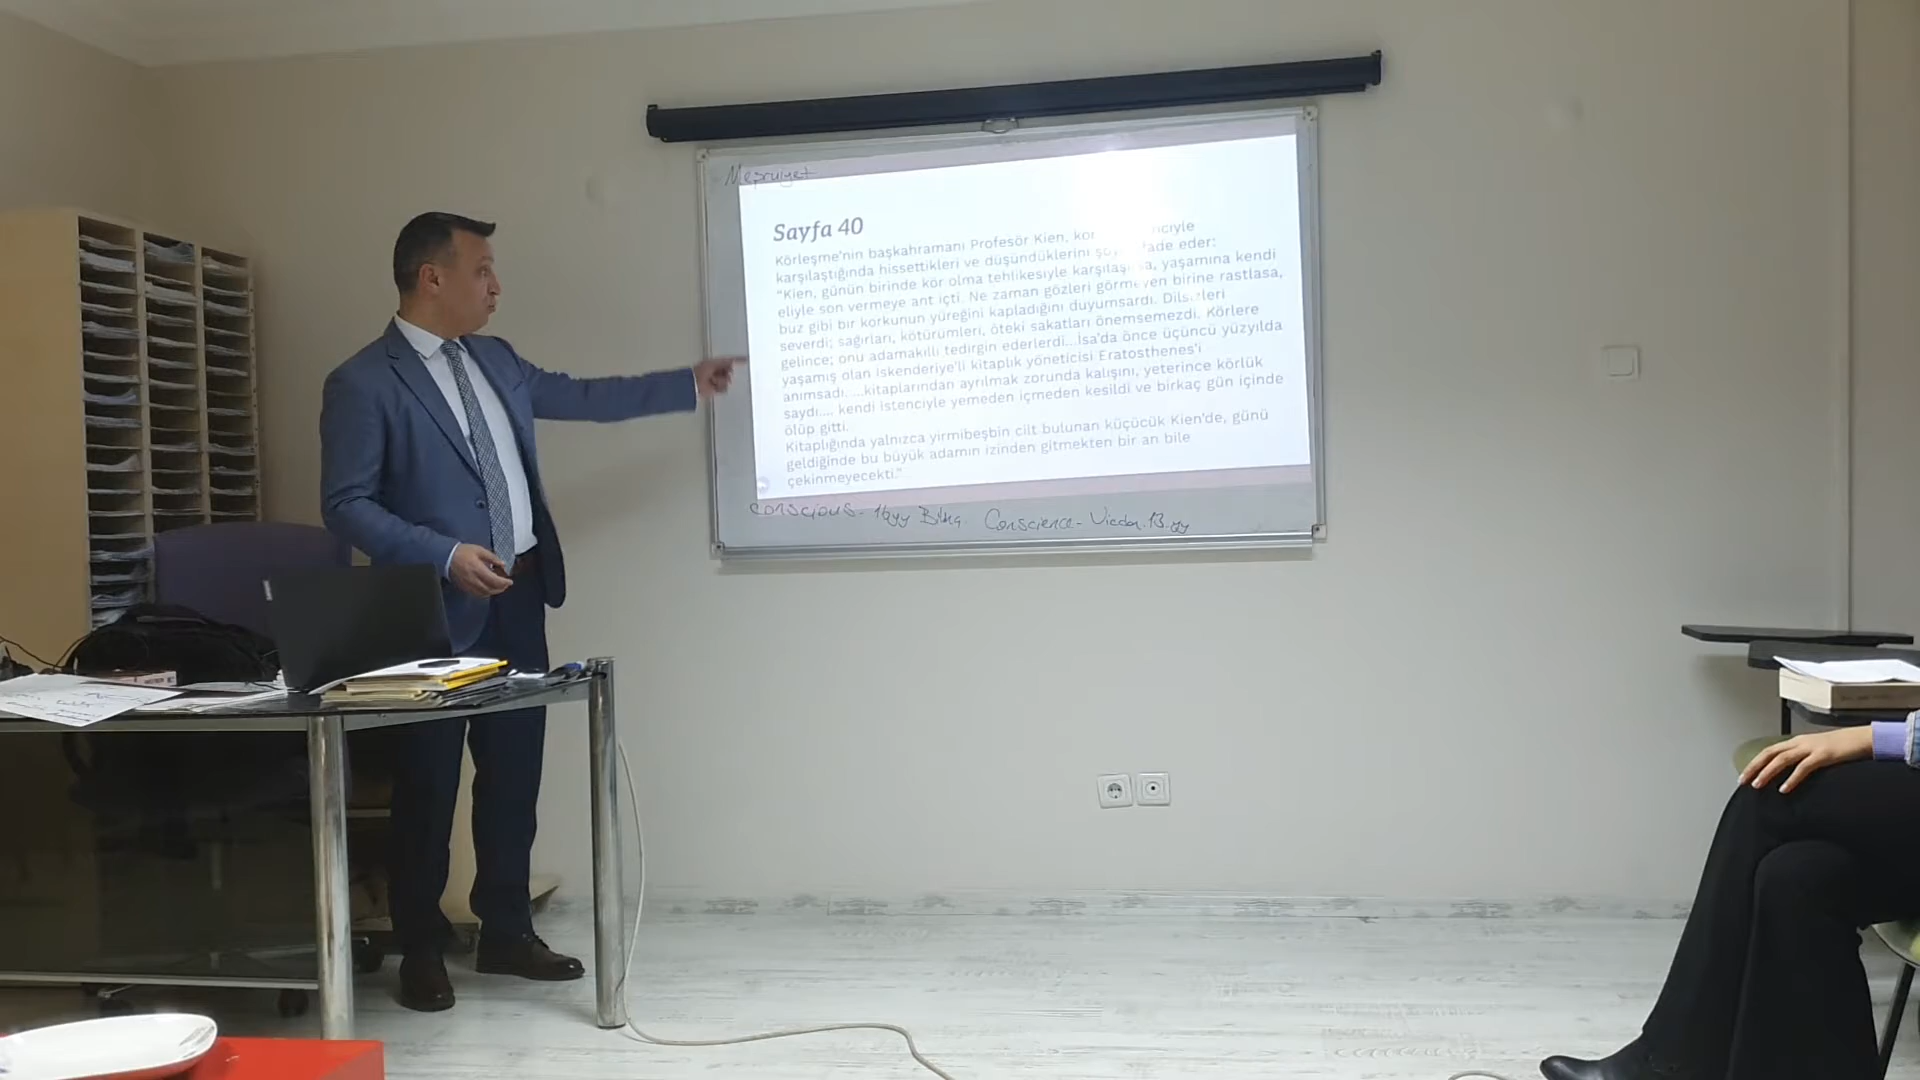 Meşruiyet
Sayfa 40
Körleşme'nin başkahramanı Profesör Kien, kor
karşılaştığında hissettikleri ve düşündüklerini ade eder:
"Kien, günün birinde kör olma tehlikesiyle yaşamına kendi
eliyle son vermeye ant içti. Ne zaman gözleri görmeyen birine rastlasa,
buz gibi bir korkunun yüreğini kapladığını duyumsardı. Dilsizleri
severdi; sağırları, kötürümleri, öteki sakatları önemsemezdi. Körlere
gelince; onu adamakıllı tedirgin ederlerdi...İsa'da önce üçüncü yüzyılda
yaşamış olan İskenderiye'li kitaplık yöneticisi Eratosthenes'i
anımsadı. ...kitaplarından ayrılmak zorunda kalışını, yeterince körlük
saydı.... kendi istenciyle yemeden içmeden kesildi ve birkaç gün içinde
ölüp gitti.
Kitaplığında yalnızca yirmibeşbin cilt bulunan küçücük Kien'de, günü
geldiğinde bu büyük adamın izinden gitmekten bir an bile
çekinmeyecekti."
Conscious - Conscience -